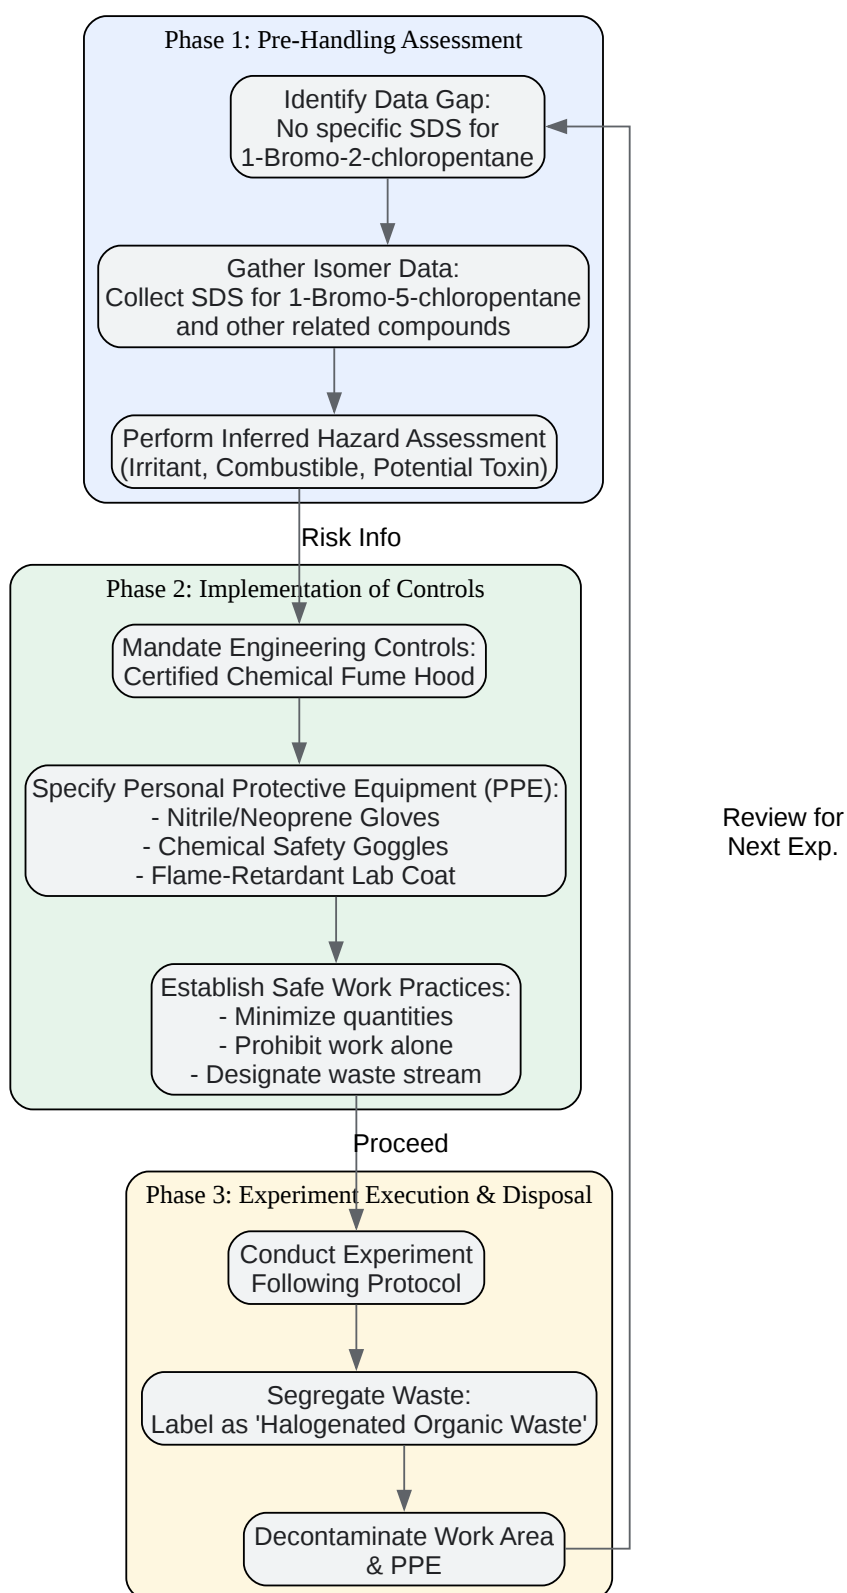 Phase 1: Pre-Handling Assessment
Identify Data Gap:
No specific SDS for
1-Bromo-2-chloropentane
Gather Isomer Data:
Collect SDS for 1-Bromo-5-chloropentane
and other related compounds
Perform Inferred Hazard Assessment
(Irritant, Combustible, Potential Toxin)
Risk Info
Phase 2: Implementation of Controls
Mandate Engineering Controls:
Certified Chemical Fume Hood
Specify Personal Protective Equipment (PPE):
- Nitrile/Neoprene Gloves
- Chemical Safety Goggles
- Flame-Retardant Lab Coat
Establish Safe Work Practices:
- Minimize quantities
- Prohibit work alone
- Designate waste stream
Proceed
Phase 3: Experiment Execution & Disposal
Conduct Experiment
Following Protocol
Segregate Waste:
Label as 'Halogenated Organic Waste'
Decontaminate Work Area
& PPE
Review for
Next Exp.